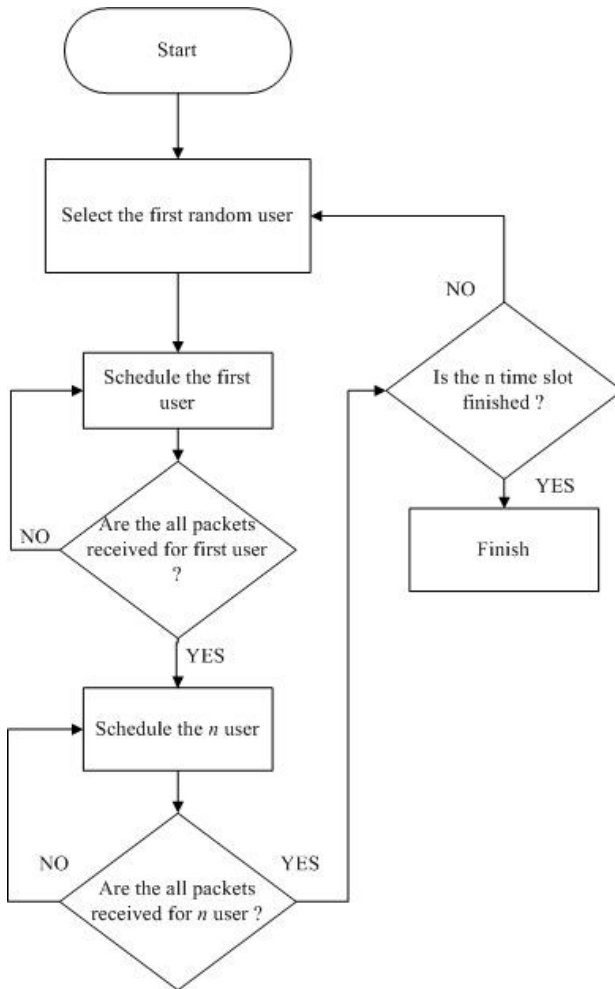 Start
Select the first random user
Schedule the first
user
Are the all packets
received for first user
?
NO
YES
Schedule the n user
Are the all packets
received for n user ?
NO
YES
Is the n time slot
finished ?
NO
YES
Finish